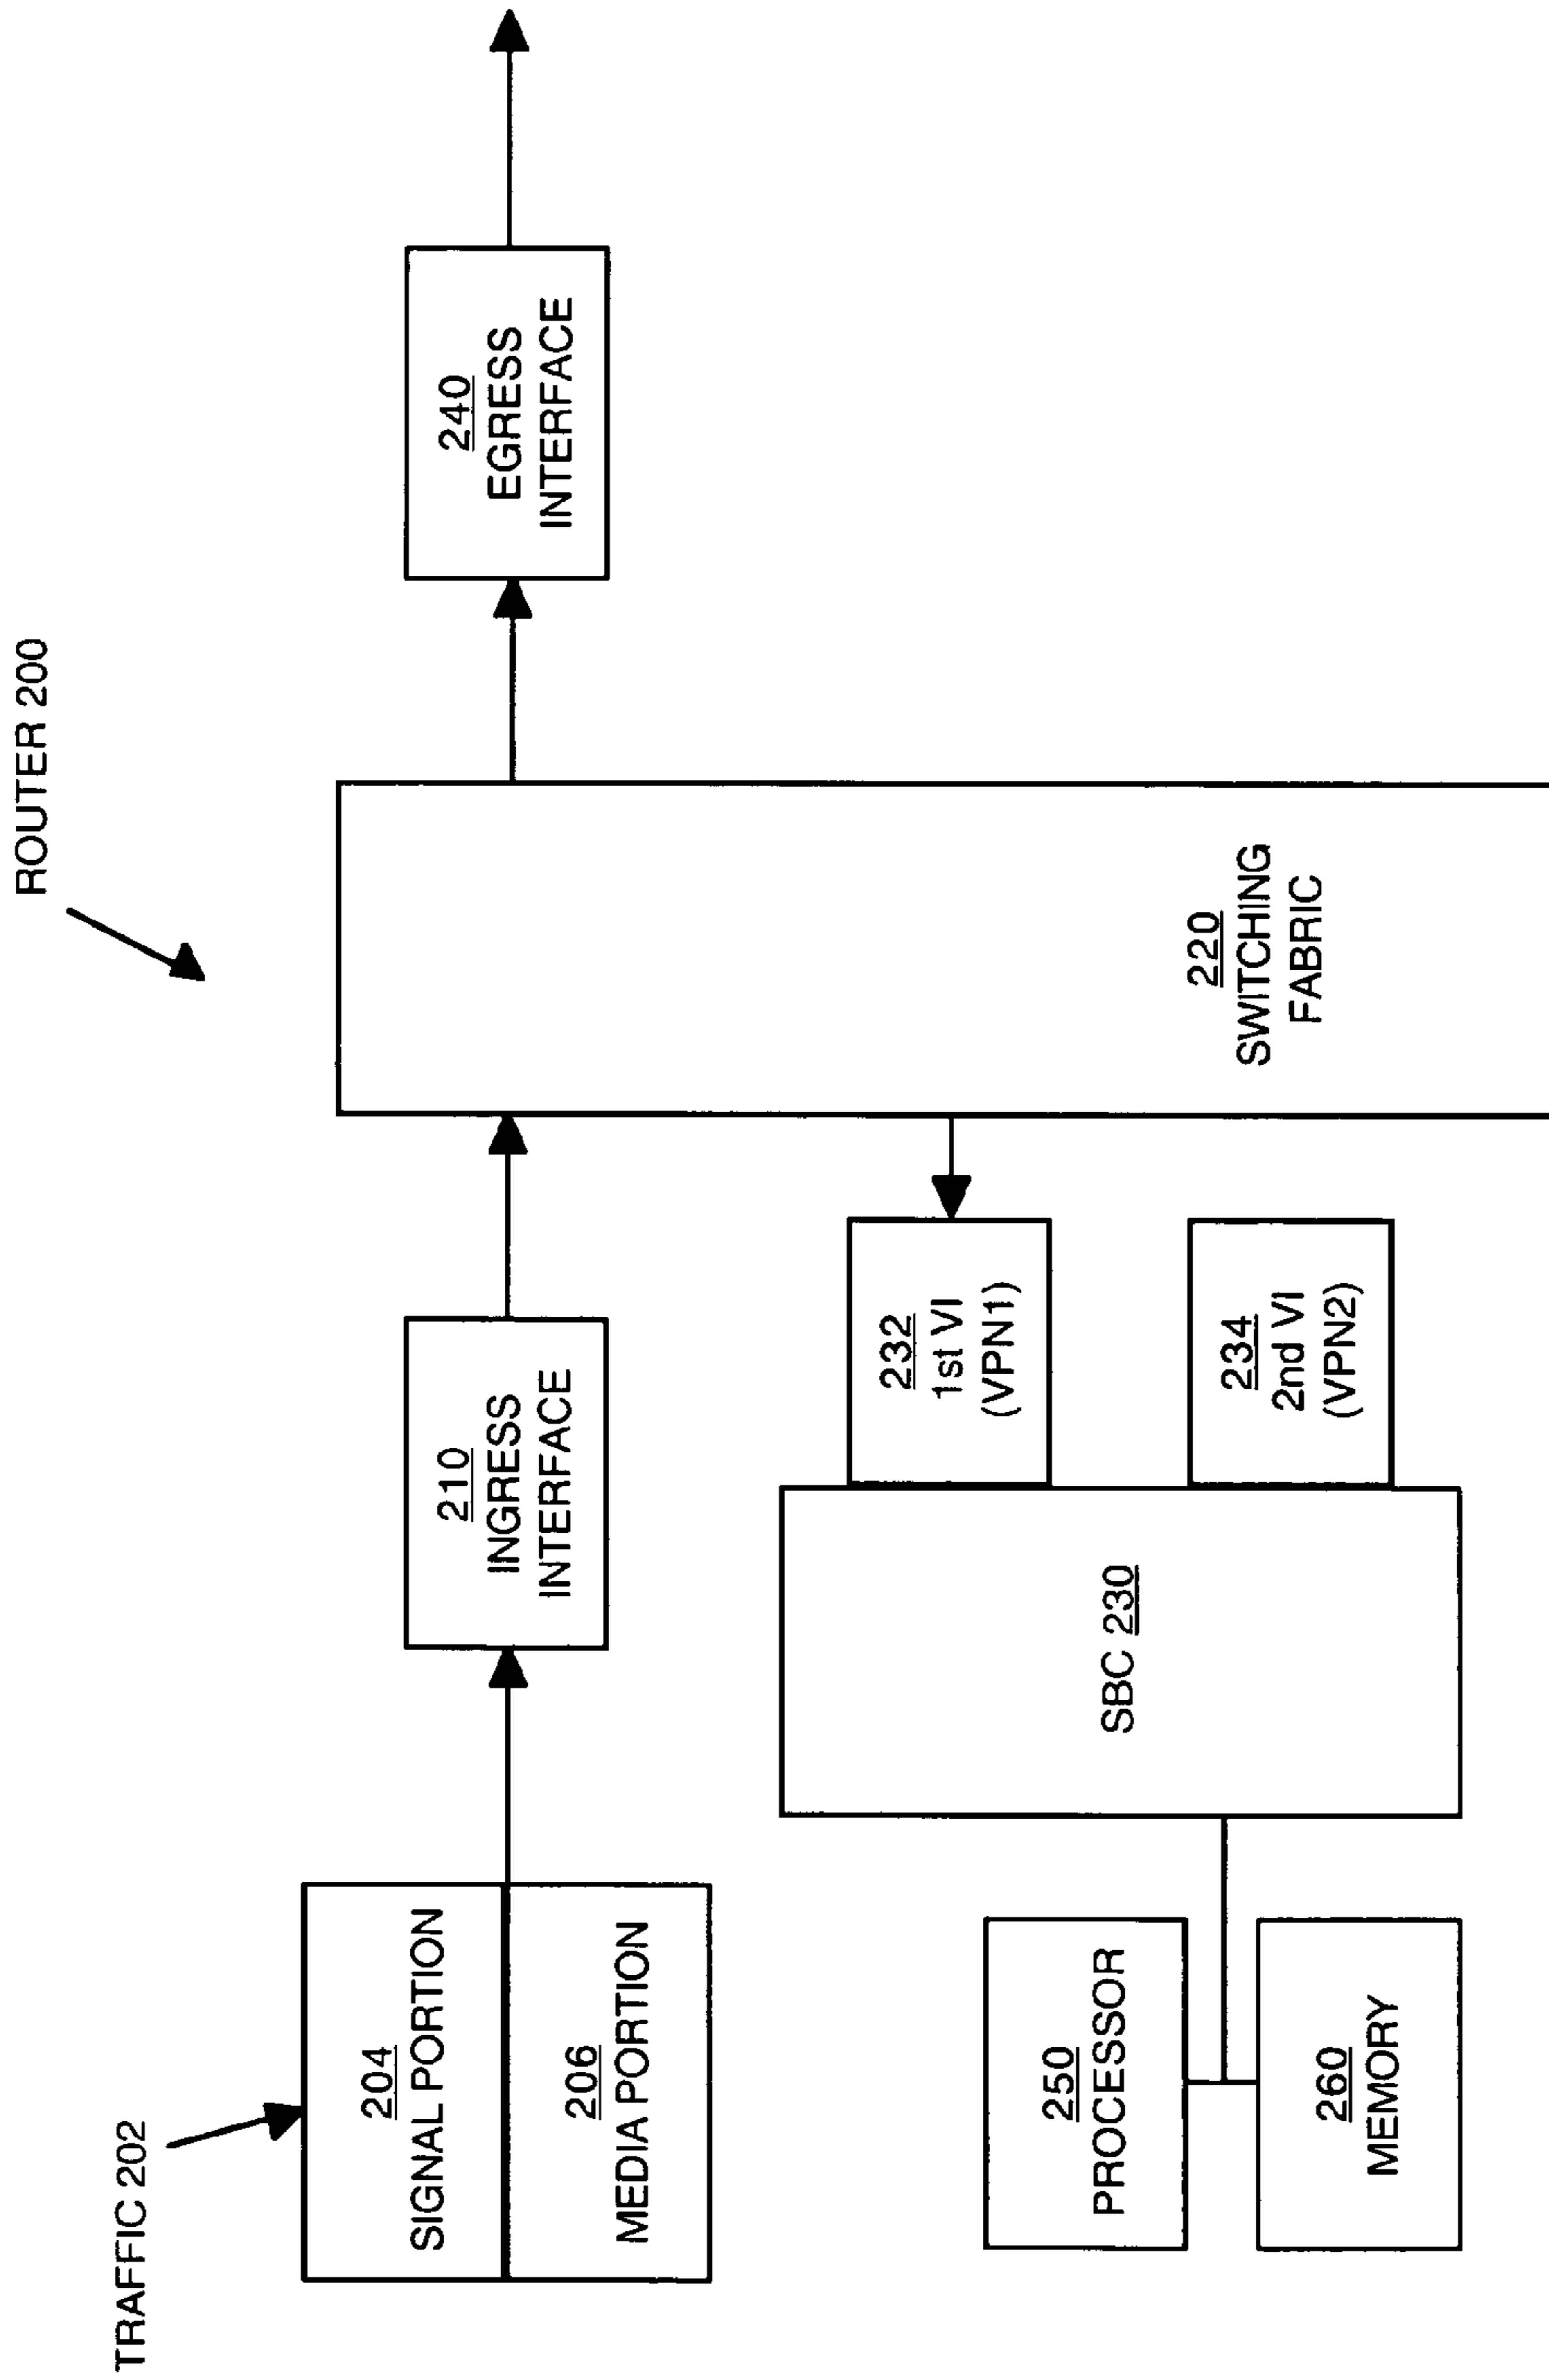 ROUTER 200
TRAFFIC 202
204
SIGNAL PORTION
206
MEDIA PORTION
210
INGRESS
INTERFACE
240
EGRESS
INTERFACE
220
SWITCHING
FABRIC
232
1st VI
(VPN1)
234
2nd VI
(VPN2)
SBC 230
250
PROCESSOR
260
MEMORY